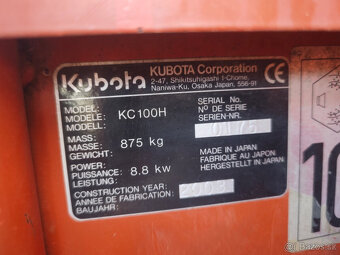 Kubota
KUBOTA Corporation
2-47, Shikitsuhigashi 1-Chome,
Naniwa-Ku, Osaka Japan, 556-91
CE
MODEL:
MODELE: KC100H
MODELL:
SERIAL No.
N° DE SERIE
SERIEN-NR.
MASS:
MASSE: 875 kg
GEWICHT:
MADE IN JAPAN
FABRIQUE AU JAPON
HERGESTELLT IN JAPAN
POWER:
PUISSANCE: 8.8 kw
LEISTUNG:
CONSTRUCTION YEAR:
ANNEE DE FABRICATION:
BAUJAHR:
10
bazos.sk